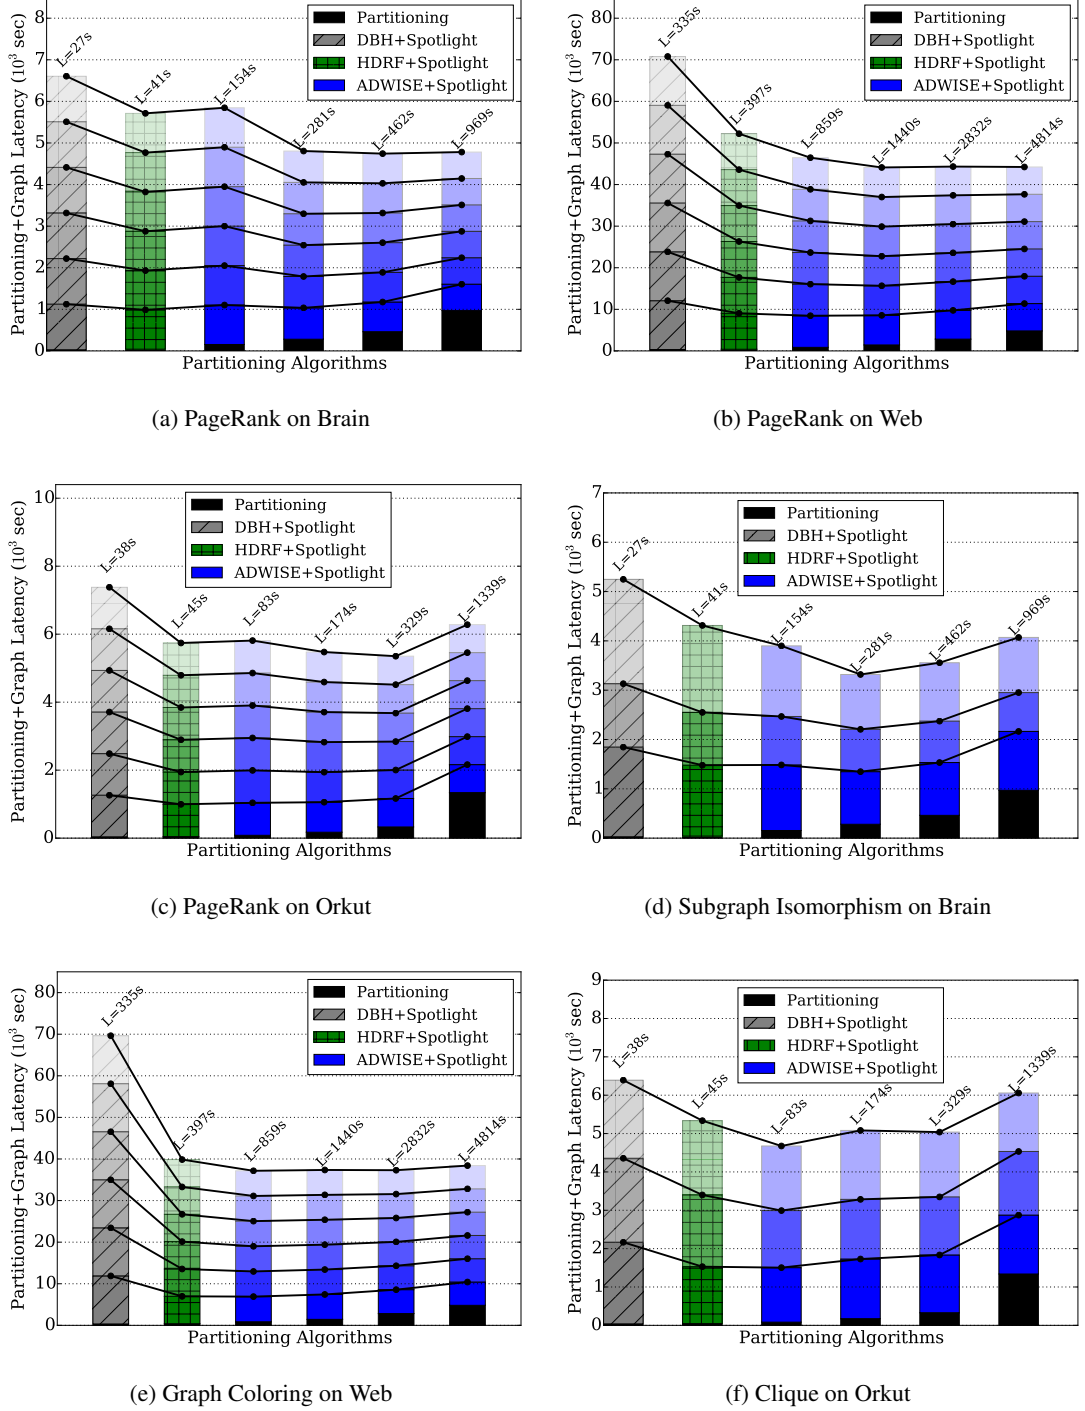 Partitioning+Graph Latency (10³ sec)
8
7
6
5
4
3
2
1
0
L=27s
L=41s
L=154s
L=281s
L=462s
L=969s
Partitioning
DBH+Spotlight
HDRF+Spotlight
ADWISE+Spotlight
Partitioning Algorithms
(a) PageRank on Brain
Partitioning+Graph Latency (10³ sec)
80
70
60
50
40
30
20
10
0
L=335s
L=397s
L=859s
L=1440s
L=2832s
L=4814s
Partitioning
DBH+Spotlight
HDRF+Spotlight
ADWISE+Spotlight
Partitioning Algorithms
(b) PageRank on Web
Partitioning+Graph Latency (10³ sec)
10
8
6
4
2
0
L=38s
L=45s
L=83s
L=174s
L=329s
L=1339s
Partitioning
DBH+Spotlight
HDRF+Spotlight
ADWISE+Spotlight
Partitioning Algorithms
(c) PageRank on Orkut
Partitioning+Graph Latency (10³ sec)
7
6
5
4
3
2
1
0
L=27s
L=41s
L=154s
L=281s
L=462s
L=969s
Partitioning
DBH+Spotlight
HDRF+Spotlight
ADWISE+Spotlight
Partitioning Algorithms
(d) Subgraph Isomorphism on Brain
Partitioning+Graph Latency (10³ sec)
80
70
60
50
40
30
20
10
0
L=335s
L=397s
L=859s
L=1440s
L=2832s
L=4814s
Partitioning
DBH+Spotlight
HDRF+Spotlight
ADWISE+Spotlight
Partitioning Algorithms
(e) Graph Coloring on Web
Partitioning+Graph Latency (10³ sec)
9
8
7
6
5
4
3
2
1
0
L=38s
L=45s
L=83s
L=174s
L=329s
L=1339s
Partitioning
DBH+Spotlight
HDRF+Spotlight
ADWISE+Spotlight
Partitioning Algorithms
(f) Clique on Orkut